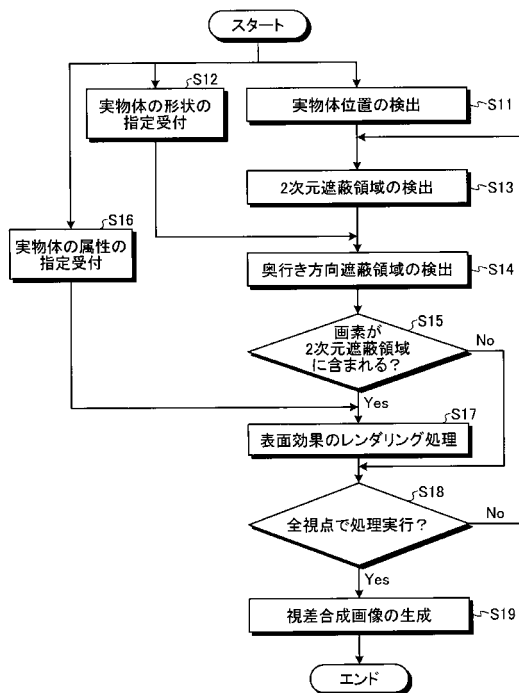 スタート
S12
実物体の形状の
指定受付
実物体位置の検出
S11
2次元遮蔽領域の検出
S13
S16
実物体の属性の
指定受付
奥行き方向遮蔽領域の検出
S14
S15
画素が
2次元遮蔽領域
に含まれる?
No
Yes
S17
表面効果のレンダリング処理
S18
全視点で処理実行?
No
Yes
視差合成画像の生成
S19
エンド